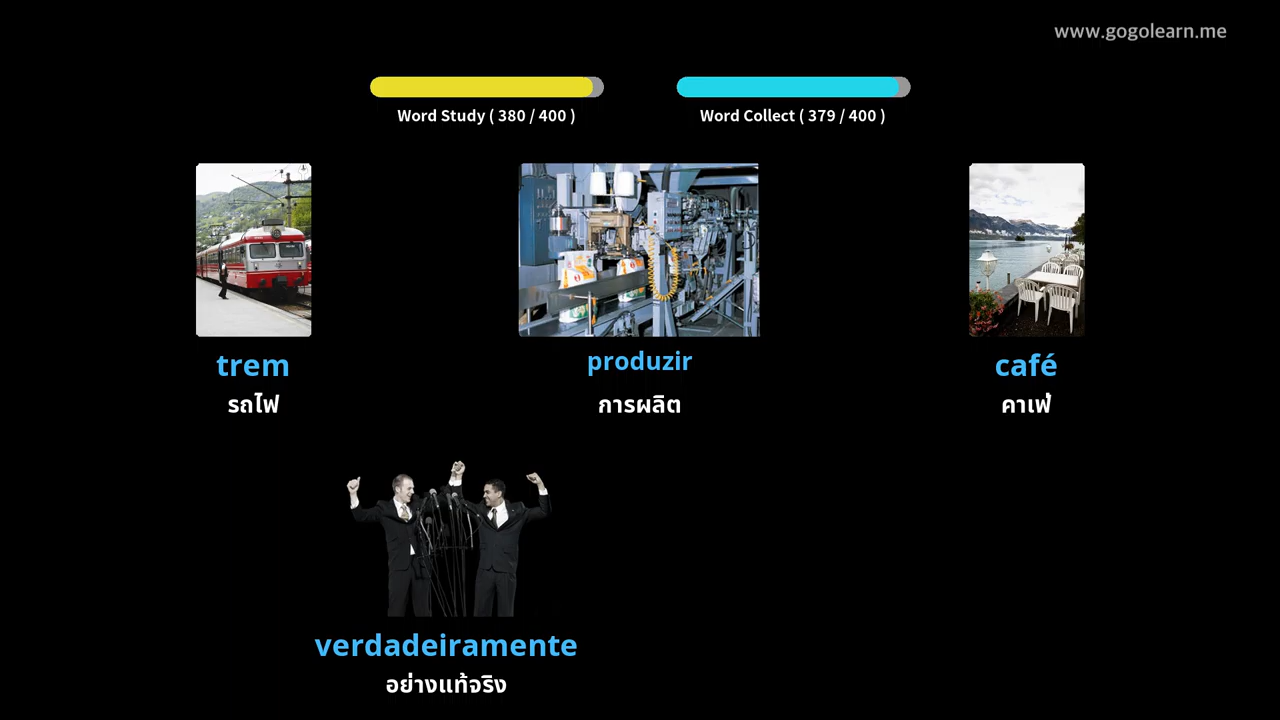 www.gogolearn.me
Word Study ( 380 / 400 )
Word Collect ( 379 / 400 )
trem
produzir
café
รถไฟ
การผลิต
คาเฟ่
verdadeiramente
อย่างแท้จริง